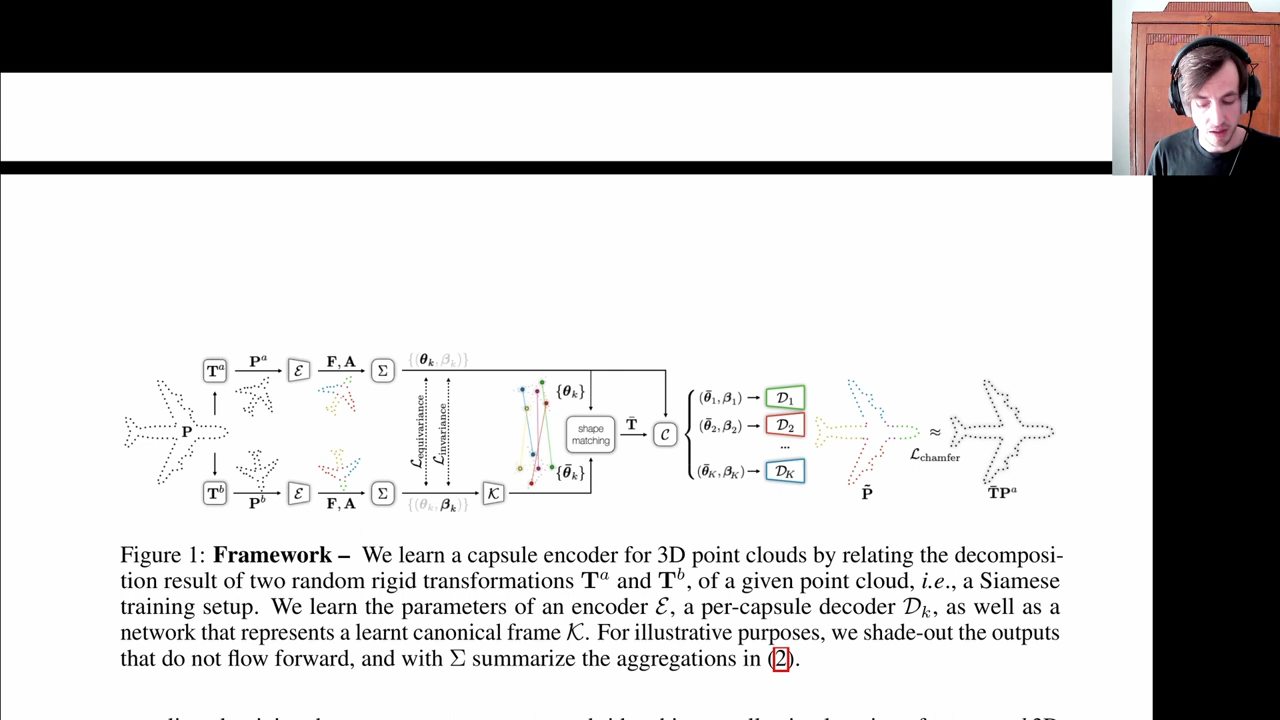 P
T^a
P^a
ℰ
F, A
Σ
{(θ_k, β_k)}
T^b
P^b
ℰ
F, A
Σ
{(θ_k, β_k)}
ℒ_equivariance
ℒ_invariance
𝒦
{θ_k}
shape
matching
{θ̄_k}
T̄
𝒞
(θ̄_1, β_1) → 𝒟_1
(θ̄_2, β_2) → 𝒟_2
...
(θ̄_K, β_K) → 𝒟_K
P̃
≈
ℒ_chamfer
T̄P^a
Figure 1: Framework – We learn a capsule encoder for 3D point clouds by relating the decomposi-
tion result of two random rigid transformations T^a and T^b, of a given point cloud, i.e., a Siamese
training setup. We learn the parameters of an encoder ℰ, a per-capsule decoder 𝒟_k, as well as a
network that represents a learnt canonical frame 𝒦. For illustrative purposes, we shade-out the outputs
that do not flow forward, and with Σ summarize the aggregations in (2).